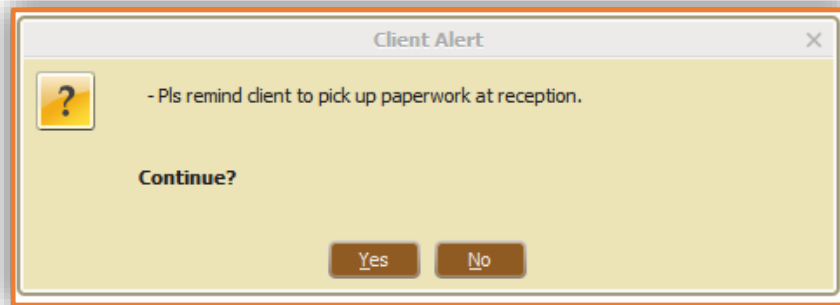 Client Alert
?
- Pls remind client to pick up paperwork at reception.
Continue?
Yes No